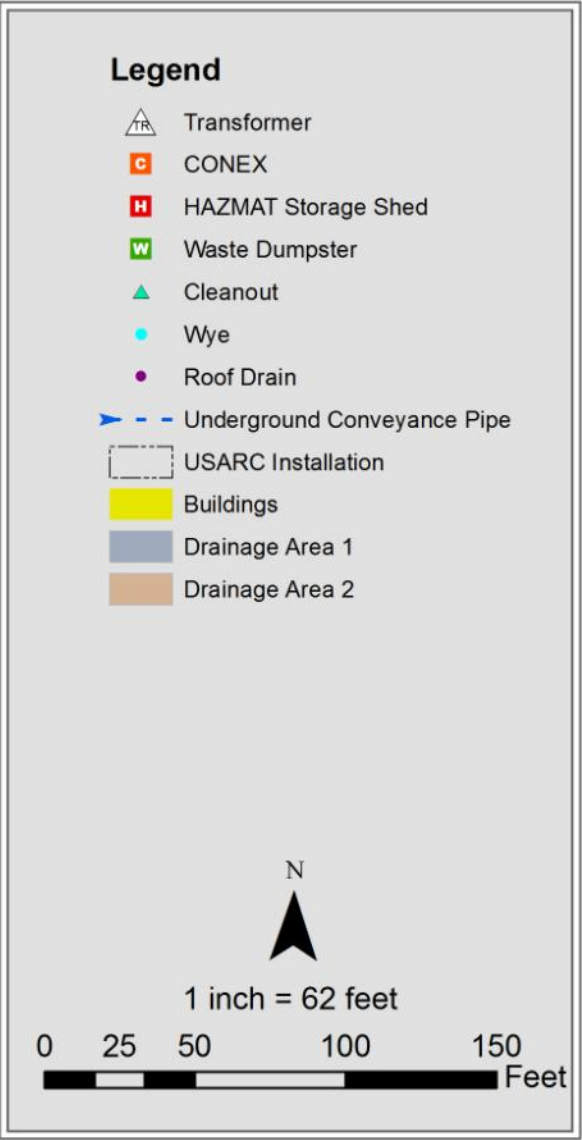 Legend
TR Transformer
C CONEX
H HAZMAT Storage Shed
W Waste Dumpster
Cleanout
Wye
Roof Drain
Underground Conveyance Pipe
USARC Installation
Buildings
Drainage Area 1
Drainage Area 2
N
1 inch = 62 feet
0 25 50 100 150
Feet